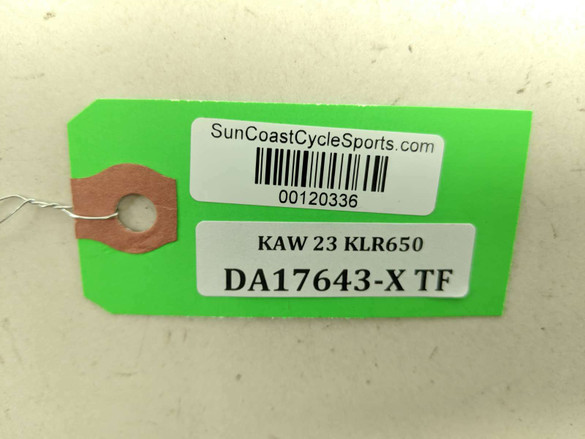 SunCoastCycleSports.com
00120336
KAW 23 KLR650
DA17643-X TF